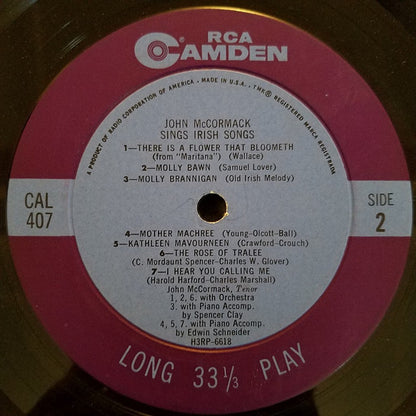 RCA
CAMDEN
A PRODUCT OF RADIO CORPORATION OF AMERICA • MADE IN U.S.A. • TMK® REGISTERED MARCA REGISTRADA
JOHN McCORMACK
SINGS IRISH SONGS
1—THERE IS A FLOWER THAT BLOOMETH
(from "Maritana") (Wallace)
2—MOLLY BAWN (Samuel Lover)
3—MOLLY BRANNIGAN (Old Irish Melody)
CAL
407
SIDE
2
4—MOTHER MACHREE (Young-Olcott-Ball)
5—KATHLEEN MAVOURNEEN (Crawford-Crouch)
6—THE ROSE OF TRALEE
(C. Mordaunt Spencer-Charles W. Glover)
7—I HEAR YOU CALLING ME
(Harold Harford-Charles Marshall)
John McCormack, Tenor
1, 2, 6. with Orchestra
3. with Piano Accomp.
by Spencer Clay
4, 5, 7. with Piano Accomp.
by Edwin Schneider
H3RP-6618
LONG 33⅓ PLAY